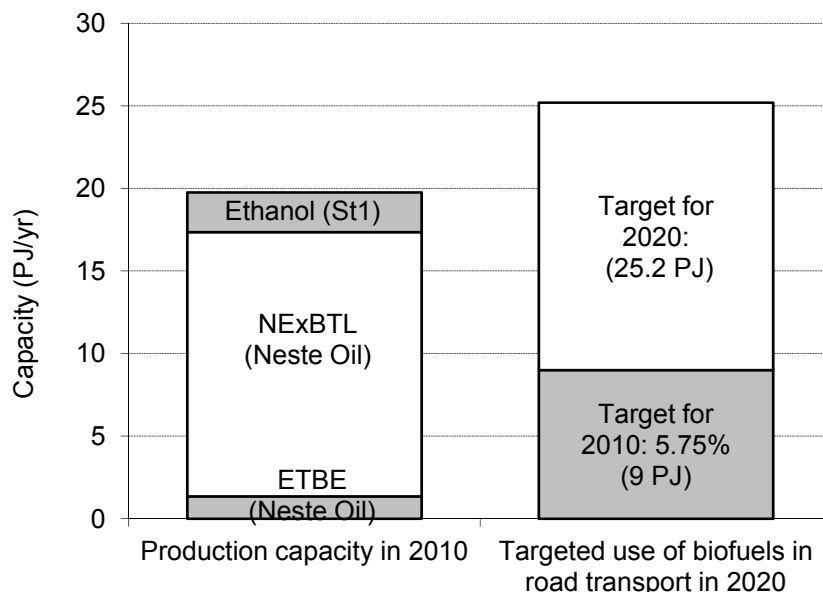 30
25
20
15
10
5
0
Capacity (PJ/yr)
Ethanol (St1)
NExBTL
(Neste Oil)
ETBE
(Neste Oil)
Target for
2020:
(25.2 PJ)
Target for
2010: 5.75%
(9 PJ)
Production capacity in 2010
Targeted use of biofuels in
road transport in 2020